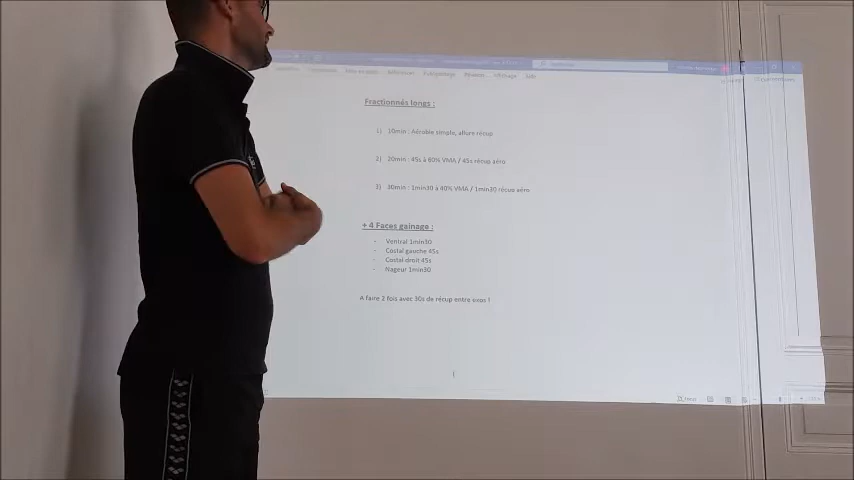 Fractionnés longs :
1) 10min : Aérobie simple, allure récup
2) 20min : 45s à 60% VMA / 45s récup aéro
3) 30min : 1min30 à 40% VMA / 1min30 récup aéro
+ 4 Faces gainage :
- Ventral 1min30
- Costal gauche 45s
- Costal droit 45s
- Nageur 1min30
A faire 2 fois avec 30s de récup entre exos !